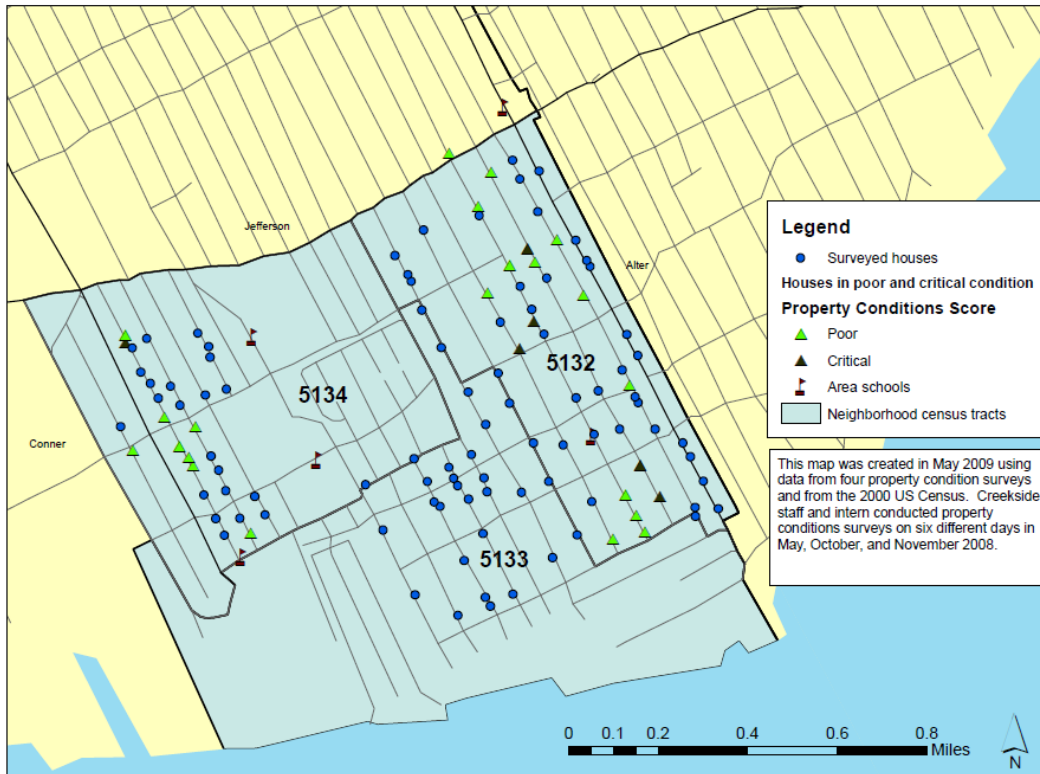 Jefferson
Alter
Conner
5134
5132
5133
Legend
Surveyed houses
Houses in poor and critical condition
Property Conditions Score
Poor
Critical
Area schools
Neighborhood census tracts
This map was created in May 2009 using
data from four property condition surveys
and from the 2000 US Census. Creekside
staff and intern conducted property
conditions surveys on six different days in
May, October, and November 2008.
0 0.1 0.2 0.4 0.6 0.8
Miles
N